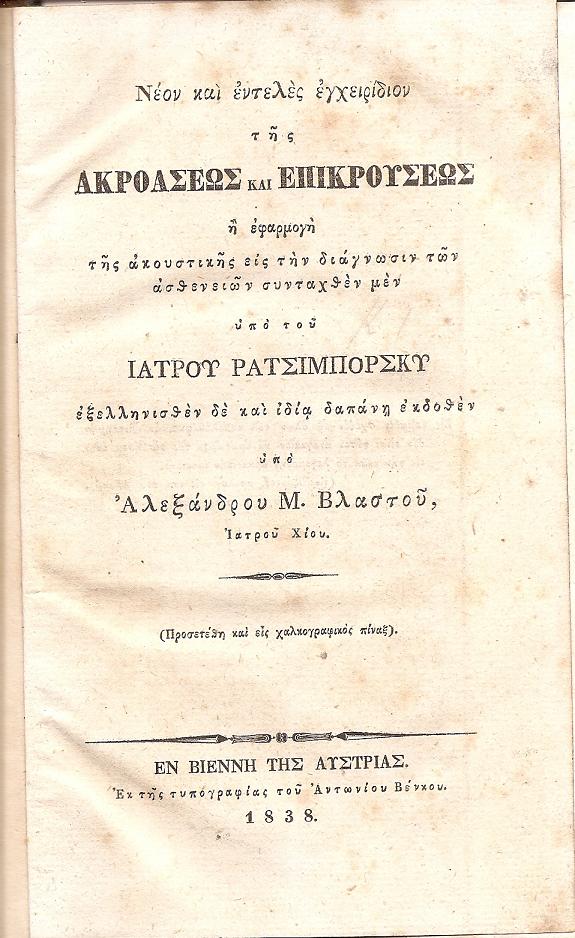 Νέον καὶ ἐντελὲς ἐγχειρίδιον
τῆς
ΑΚΡΟΑΣΕΩΣ ΚΑΙ ΕΠΙΚΡΟΥΣΕΩΣ
ἢ ἐφαρμογὴ
τῆς ἀκουστικῆς εἰς τὴν διάγνωσιν τῶν
ἀσθενειῶν συνταχθὲν μὲν
ὑπὸ τοῦ
ΙΑΤΡΟΥ ΡΑΤΣΙΜΠΟΡΣΚΥ
ἐξελληνισθὲν δὲ καὶ ἰδίᾳ δαπάνῃ ἐκδοθὲν
ὑπὸ
Ἀλεξάνδρου Μ. Βλαστοῦ,
Ἰατροῦ Χίου.
(Προσετέθη καὶ εἷς χαλκογραφικὸς πίναξ).
ΕΝ ΒΙΕΝΝΗ ΤΗΣ ΑΥΣΤΡΙΑΣ.
Ἐκ τῆς τυπογραφίας τοῦ Ἀντωνίου Βένκου.
1838.